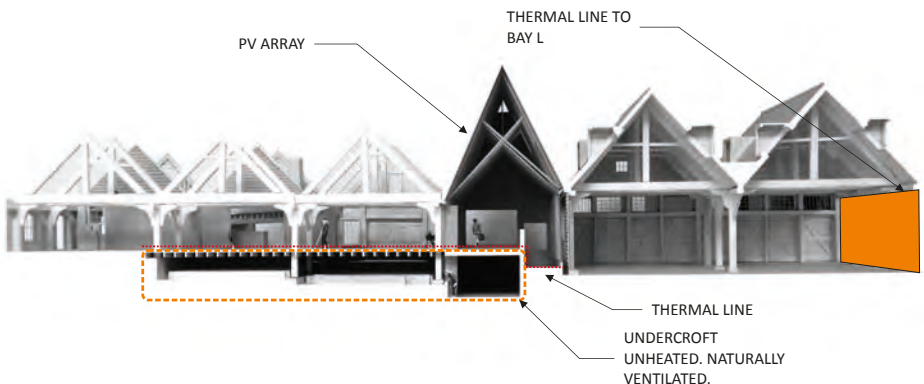 THERMAL LINE TO
BAY L
PV ARRAY
THERMAL LINE
UNDERCROFT
UNHEATED. NATURALLY
VENTILATED.